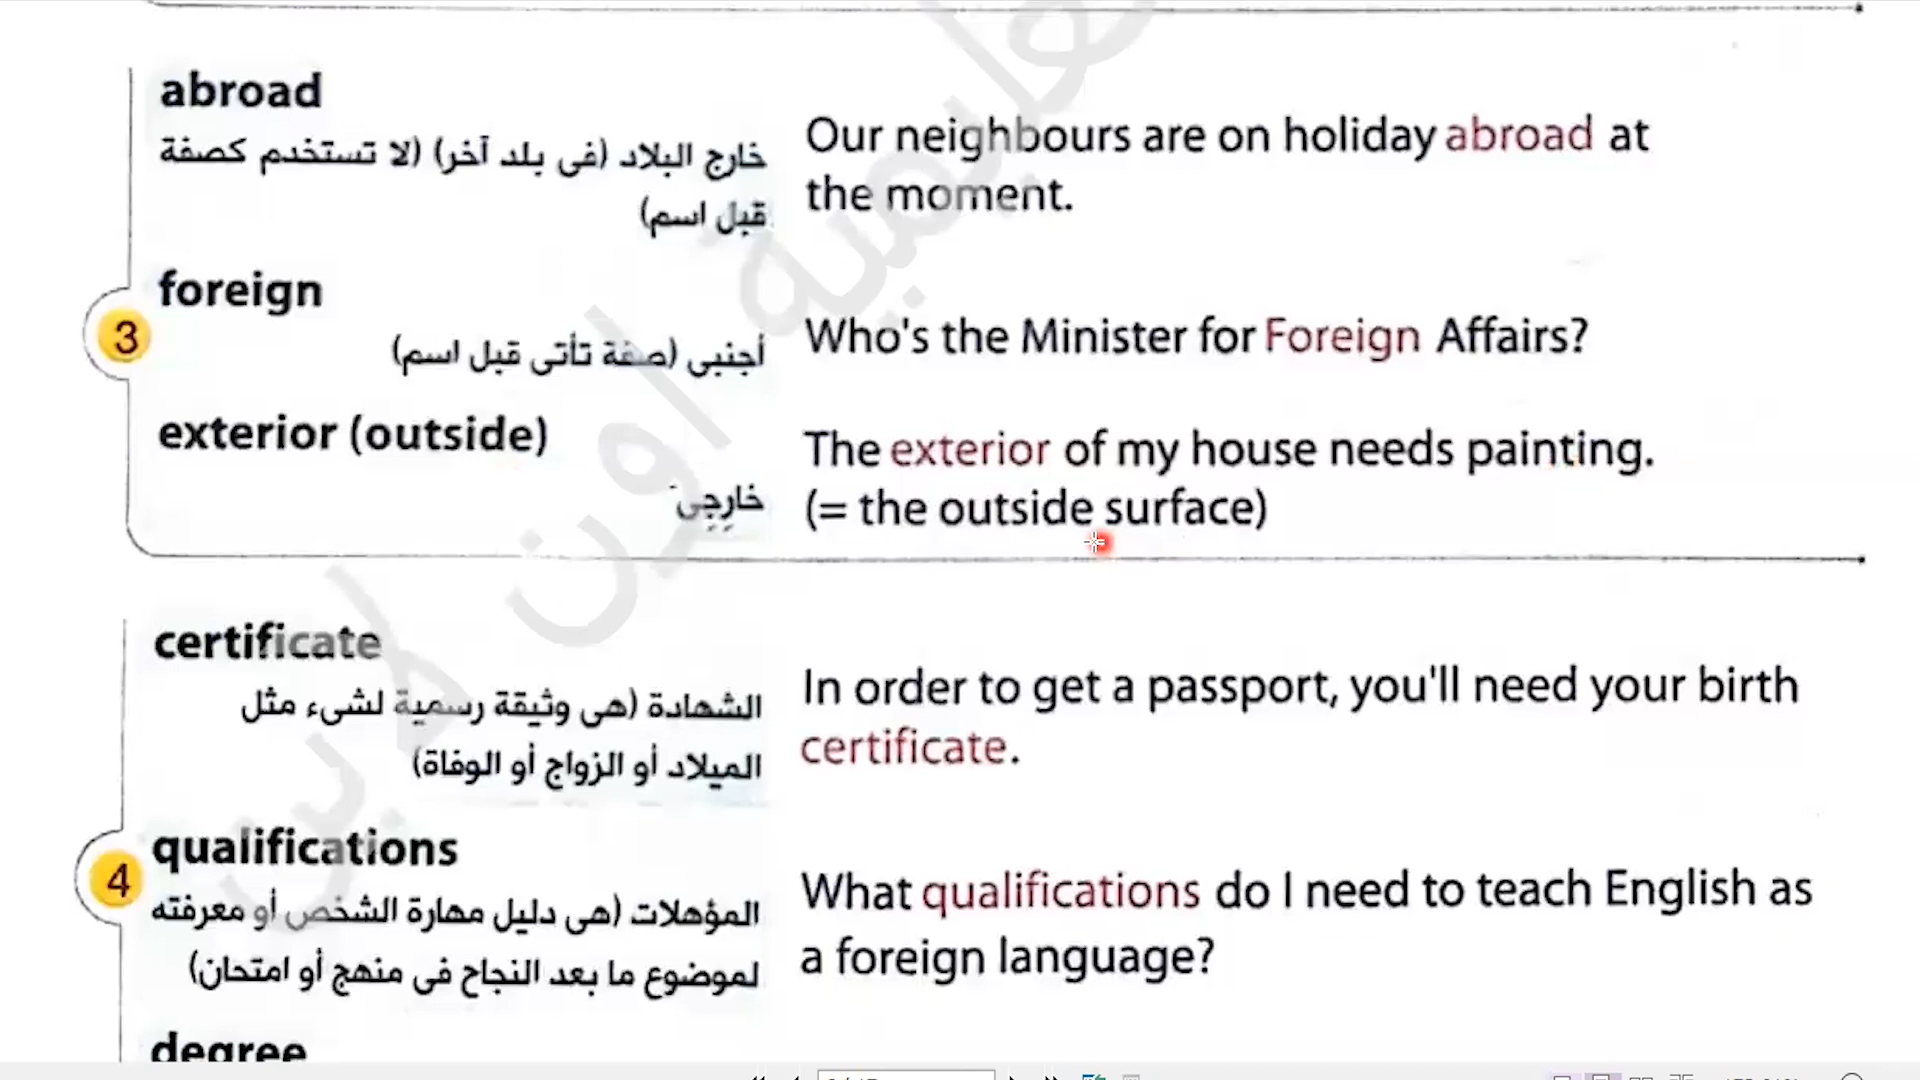 abroad
خارج البلاد (فى بلد آخر) (لا تستخدم كصفة
قبل اسم)
Our neighbours are on holiday abroad at
the moment.
3
foreign
أجنبى (صفة تأتى قبل اسم)
Who's the Minister for Foreign Affairs?
exterior (outside)
خارِجِى
The exterior of my house needs painting.
(= the outside surface)
certificate
الشهادة (هى وثيقة رسمية لشىء مثل
الميلاد أو الزواج أو الوفاة)
In order to get a passport, you'll need your birth
certificate.
4
qualifications
المؤهلات (هى دليل مهارة الشخص أو معرفته
لموضوع ما بعد النجاح فى منهج أو امتحان)
What qualifications do I need to teach English as
a foreign language?
degree